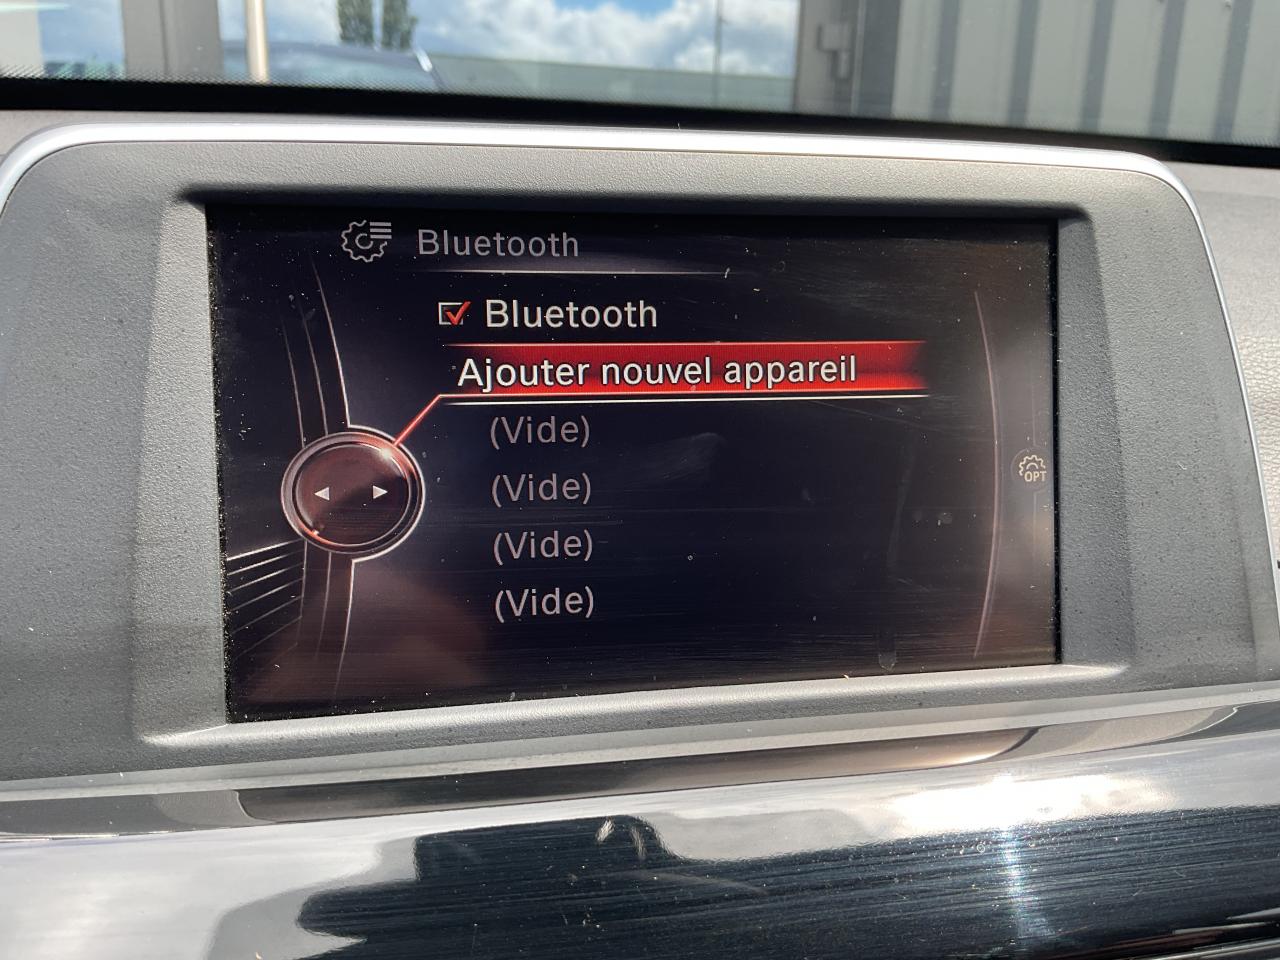 Bluetooth
Bluetooth
Ajouter nouvel appareil
(Vide)
(Vide)
OPT
(Vide)
(Vide)